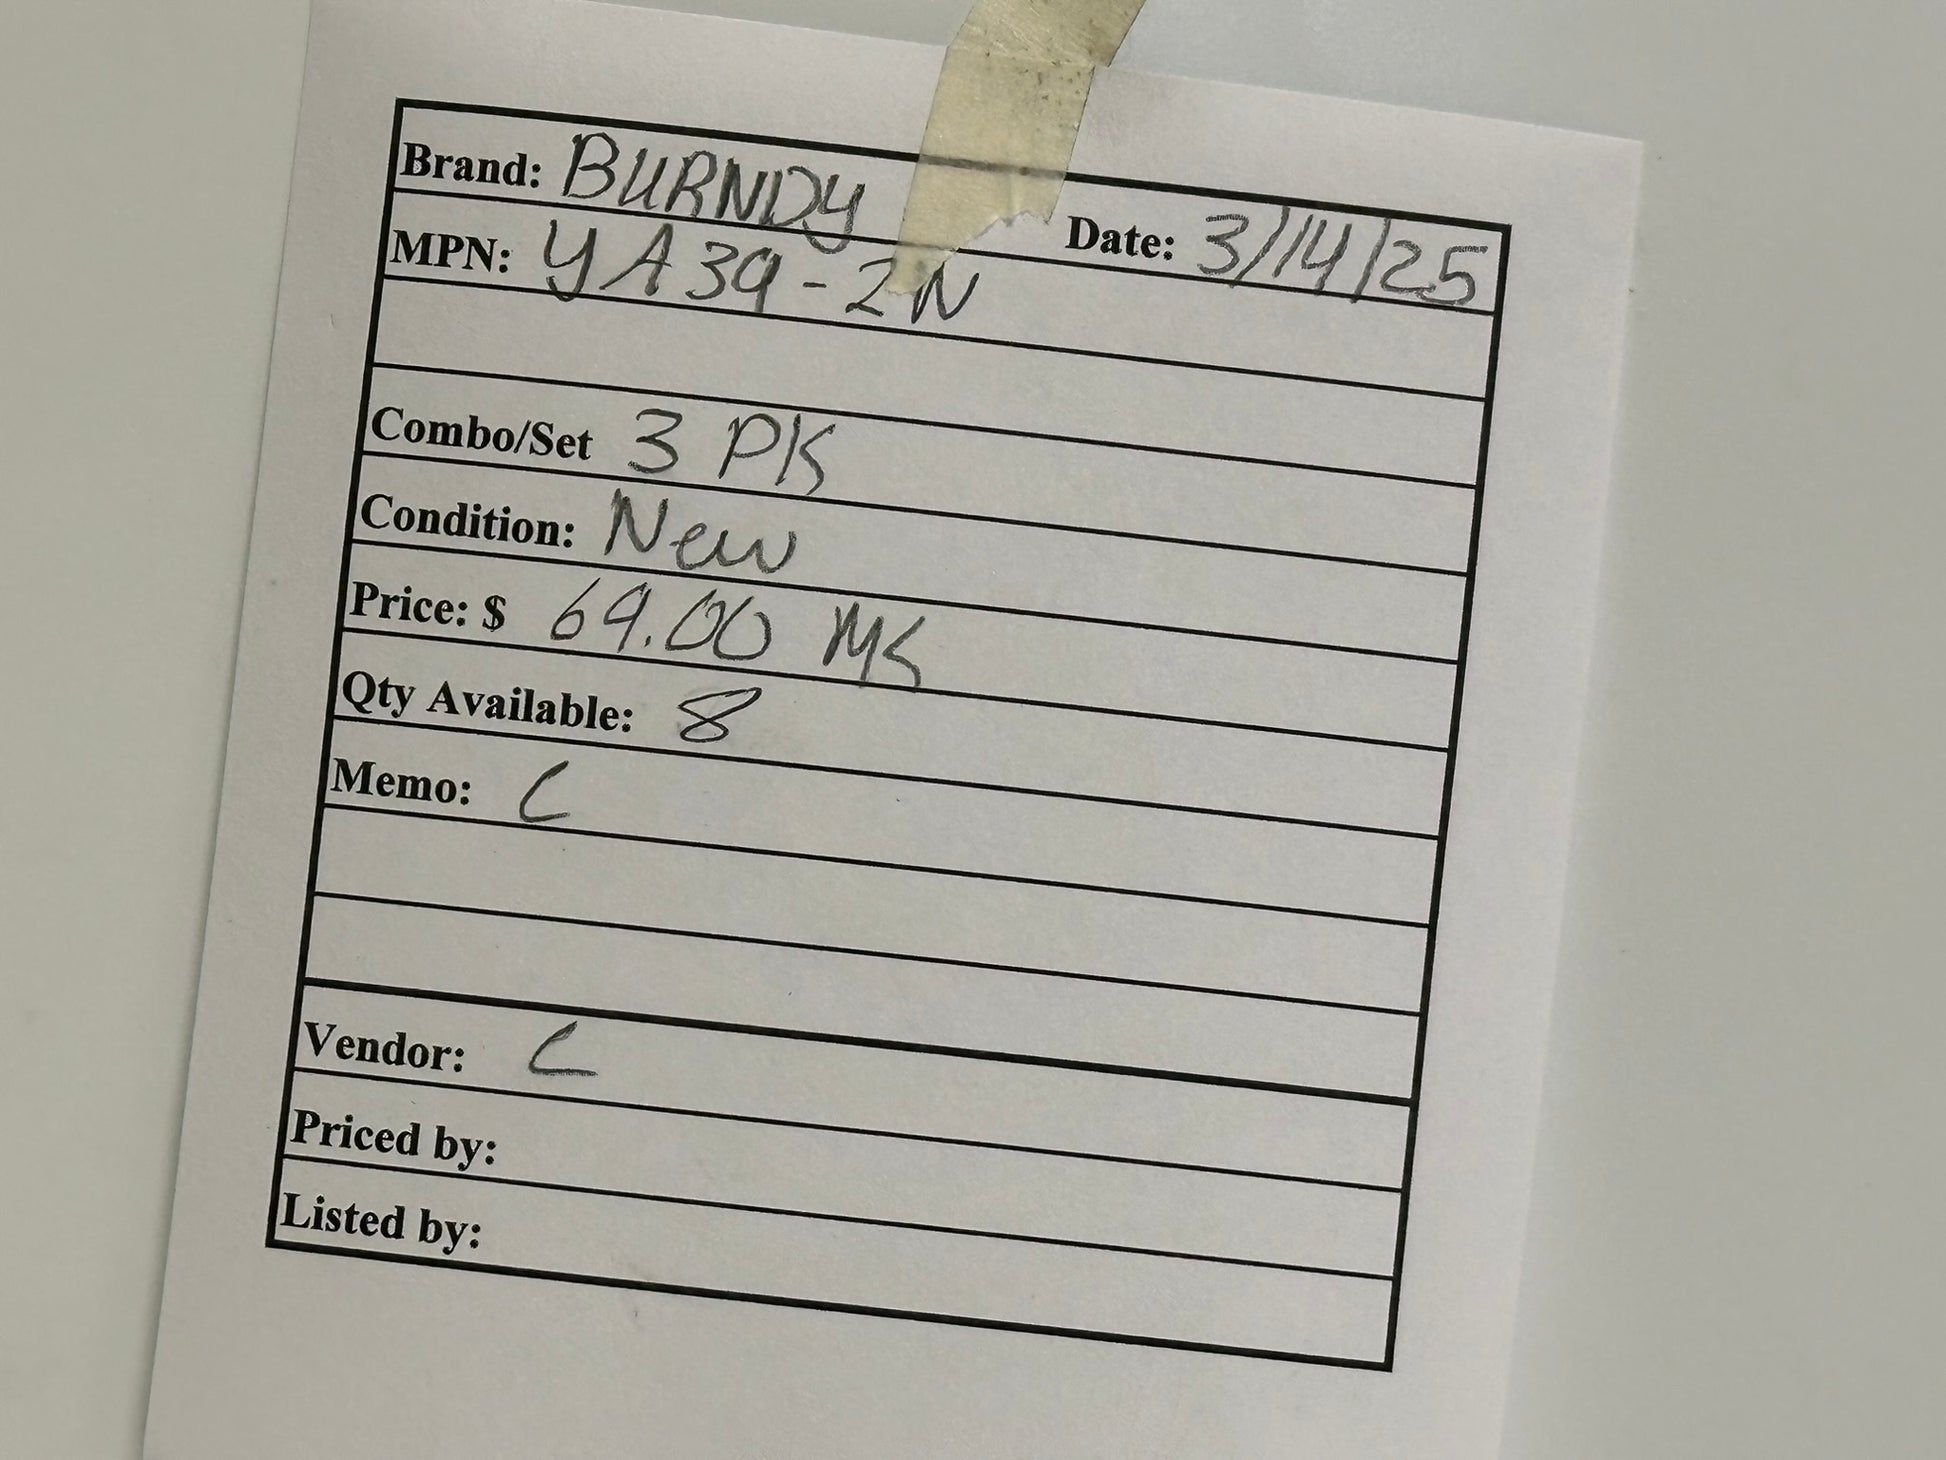 Brand: BURNDY Date: 3/14/25
MPN: YA39-2N
Combo/Set 3 PK
Condition: New
Price: $ 69.00 MK
Qty Available: 8
Memo: C
Vendor: C
Priced by:
Listed by: